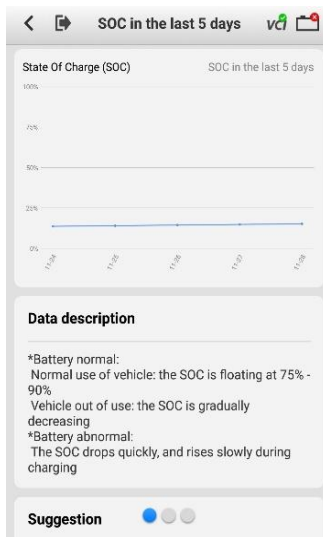 SOC in the last 5 days vci
State Of Charge (SOC) SOC in the last 5 days
100%
75%
50%
25%
0%
11-24 11-25 11-26 11-27 11-28
Data description
*Battery normal:
Normal use of vehicle: the SOC is floating at 75% -
90%
Vehicle out of use: the SOC is gradually
decreasing
*Battery abnormal:
The SOC drops quickly, and rises slowly during
charging
Suggestion